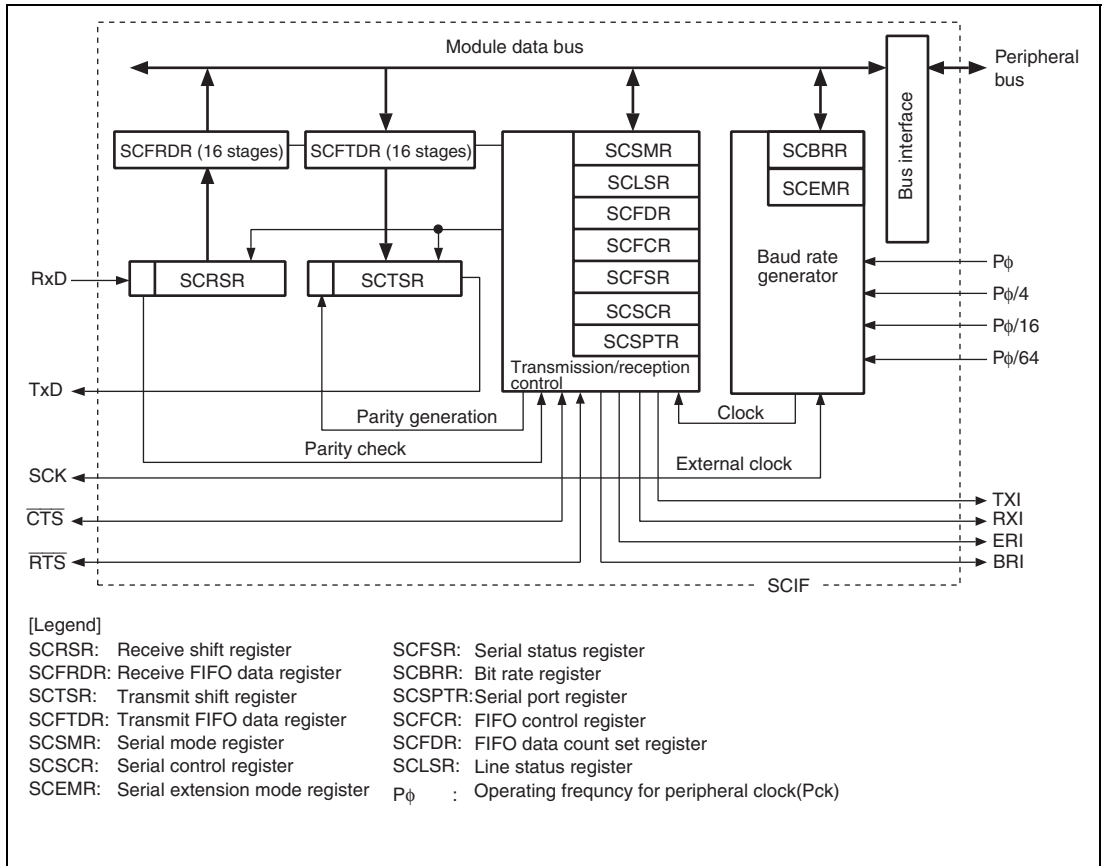 Module data bus
Peripheral
bus
Bus interface
SCFRDR (16 stages)
SCFTDR (16 stages)
SCSMR
SCLSR
SCFDR
SCFCR
SCFSR
SCSCR
SCSPTR
Transmission/reception
control
SCBRR
SCEMR
Baud rate
generator
RxD
SCRSR
SCTSR
Pϕ
Pϕ/4
Pϕ/16
Pϕ/64
TxD
Parity generation
Clock
Parity check
External clock
SCK
CTS
RTS
TXI
RXI
ERI
BRI
SCIF
[Legend]
SCRSR: Receive shift register
SCFRDR: Receive FIFO data register
SCTSR: Transmit shift register
SCFTDR: Transmit FIFO data register
SCSMR: Serial mode register
SCSCR: Serial control register
SCEMR: Serial extension mode register
SCFSR: Serial status register
SCBRR: Bit rate register
SCSPTR:Serial port register
SCFCR: FIFO control register
SCFDR: FIFO data count set register
SCLSR: Line status register
Pϕ : Operating frequncy for peripheral clock(Pck)